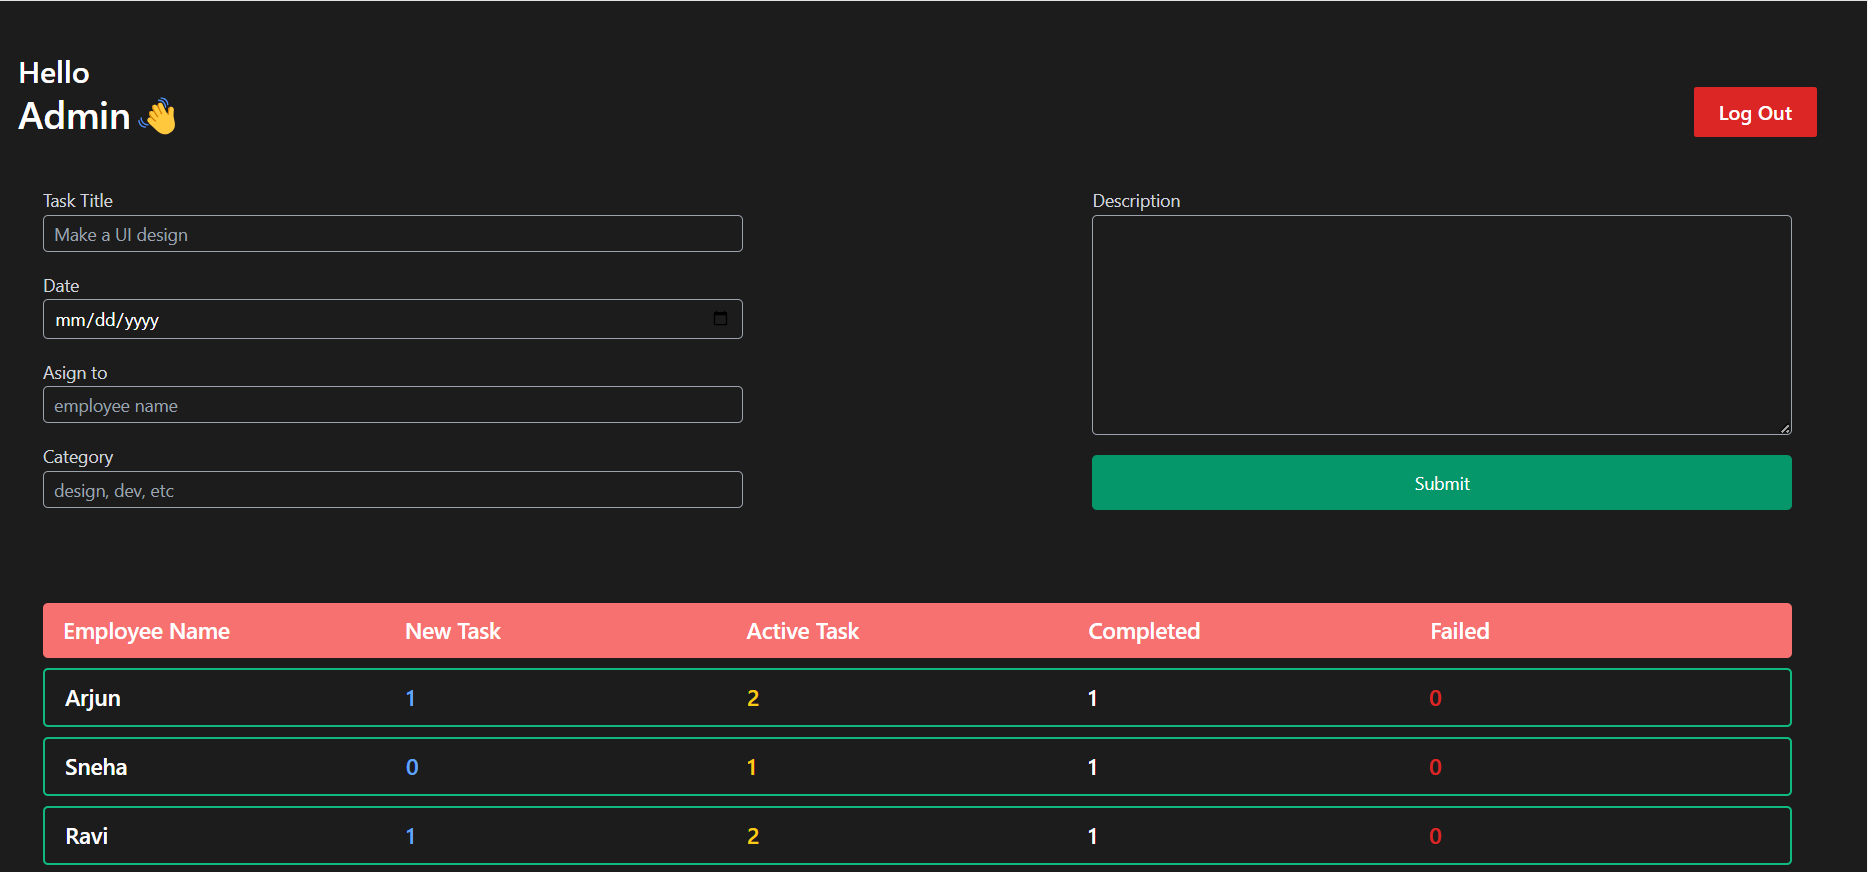 Hello
Admin 👋
Log Out
Task Title
Make a UI design
Date
mm/dd/yyyy
Asign to
employee name
Category
design, dev, etc
Description
Submit
Employee Name New Task Active Task Completed Failed
Arjun 1 2 1 0
Sneha 0 1 1 0
Ravi 1 2 1 0